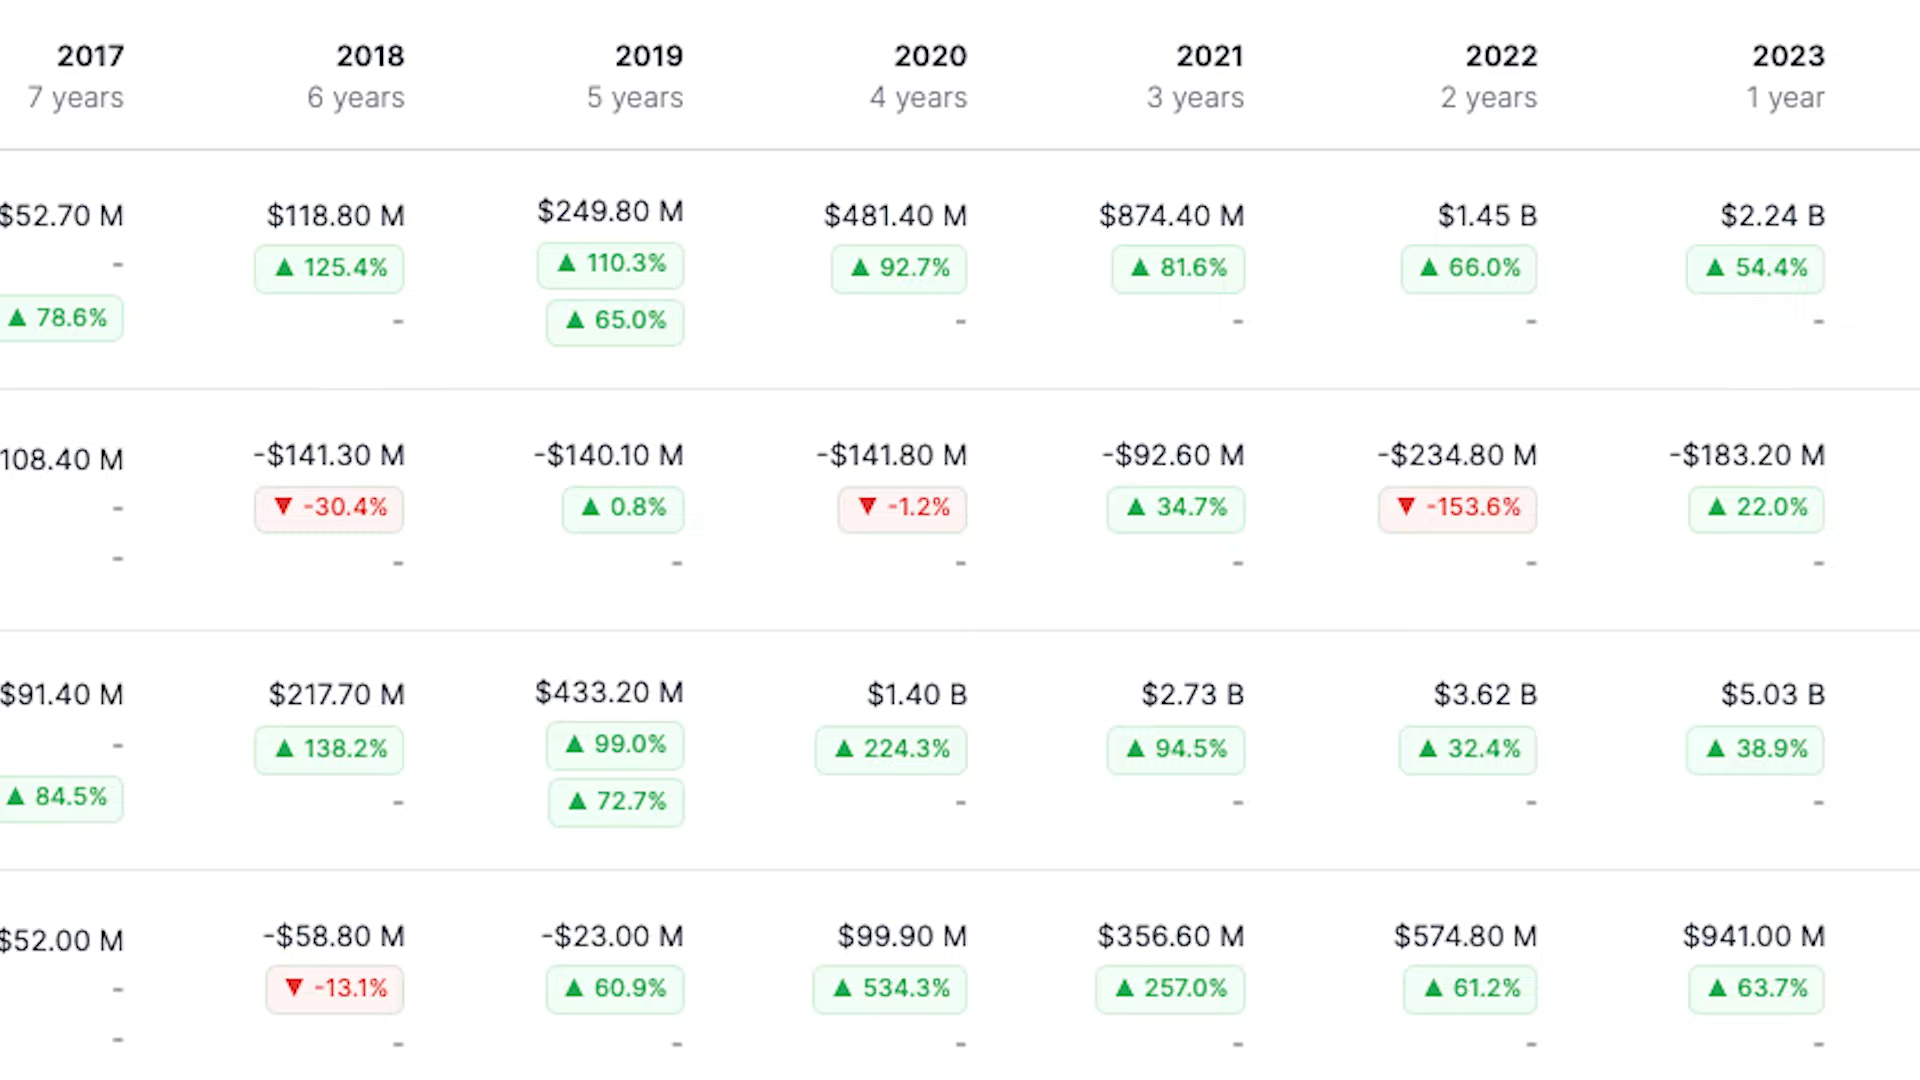 2017 2018 2019 2020 2021 2022 2023
7 years 6 years 5 years 4 years 3 years 2 years 1 year
$52.70 M $118.80 M $249.80 M $481.40 M $874.40 M $1.45 B $2.24 B
- ▲ 125.4% ▲ 110.3% ▲ 92.7% ▲ 81.6% ▲ 66.0% ▲ 54.4%
▲ 78.6% - ▲ 65.0% - - - -
108.40 M -$141.30 M -$140.10 M -$141.80 M -$92.60 M -$234.80 M -$183.20 M
- ▼ -30.4% ▲ 0.8% ▼ -1.2% ▲ 34.7% ▼ -153.6% ▲ 22.0%
- - - - - - -
$91.40 M $217.70 M $433.20 M $1.40 B $2.73 B $3.62 B $5.03 B
- ▲ 138.2% ▲ 99.0% ▲ 224.3% ▲ 94.5% ▲ 32.4% ▲ 38.9%
▲ 84.5% - ▲ 72.7% - - - -
$52.00 M -$58.80 M -$23.00 M $99.90 M $356.60 M $574.80 M $941.00 M
- ▼ -13.1% ▲ 60.9% ▲ 534.3% ▲ 257.0% ▲ 61.2% ▲ 63.7%
- - - - - - -